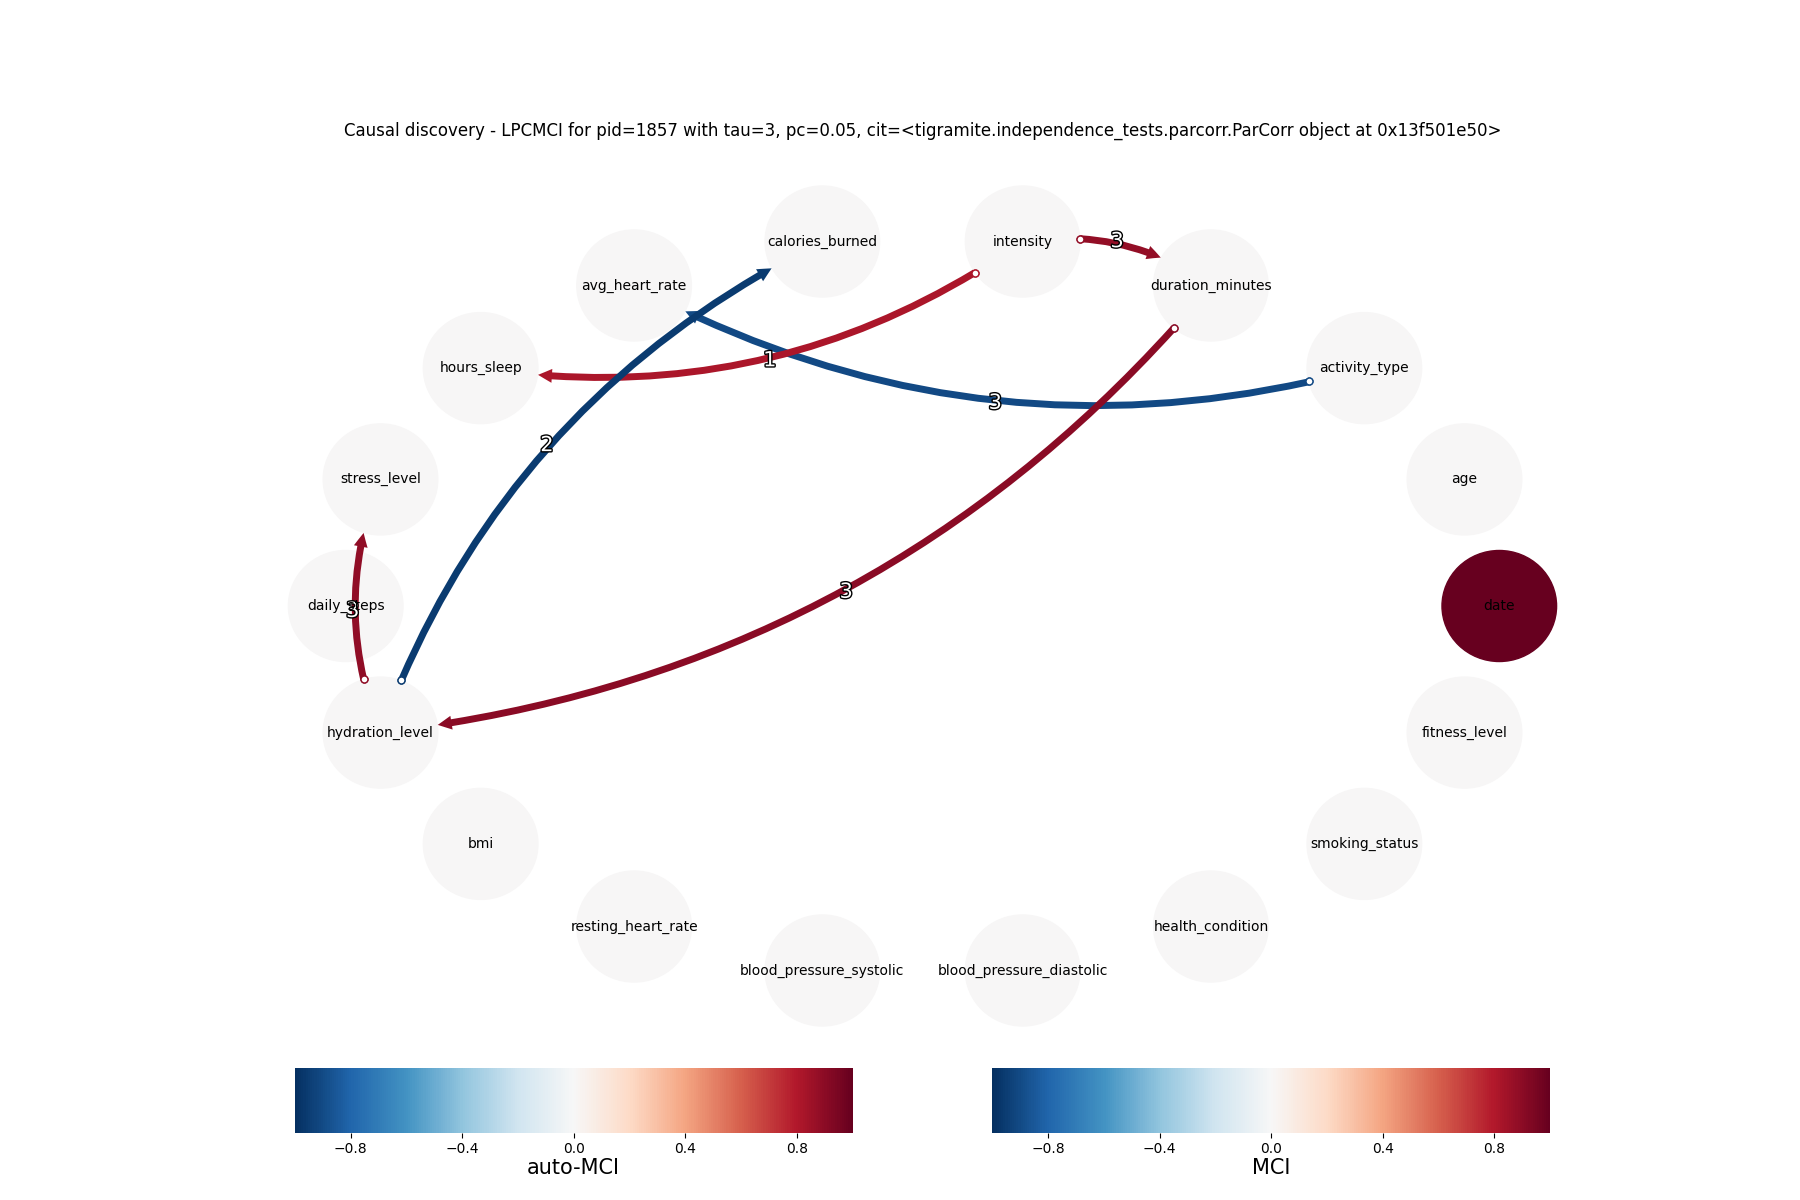 Causal discovery - LPCMCI for pid=1857 with tau=3, pc=0.05, cit=<tigramite.independence_tests.parcorr.ParCorr object at 0x13f501e50>
calories_burned
intensity
3
avg_heart_rate
duration_minutes
hours_sleep
1
activity_type
3
2
stress_level
age
3
daily_steps
3
date
hydration_level
fitness_level
bmi
smoking_status
resting_heart_rate
health_condition
blood_pressure_systolic
blood_pressure_diastolic
−0.8 −0.4 0.0 0.4 0.8
auto-MCI
−0.8 −0.4 0.0 0.4 0.8
MCI